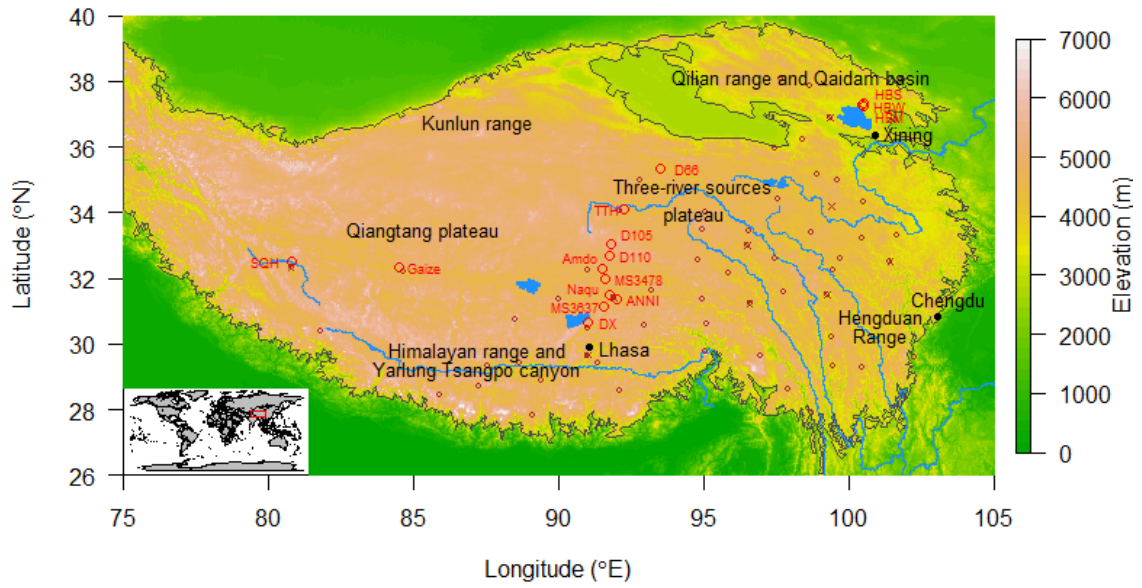 40
38
36
34
32
30
28
26
Latitude (°N)
75
80
85
90
95
100
105
Longitude (°E)
Qilian range and Qaidam basin
HBS
HBW
Xining
Kunlun range
D66
Three-river sources
plateau
TTH
Qiangtang plateau
D105
D110
Amdo
SQH
Gaize
MS3478
Naqu
ANNI
MS3637
DX
Chengdu
Hengduan
Range
Lhasa
Himalayan range and
Yarlung Tsangpo canyon
7000
6000
5000
4000
3000
2000
1000
0
Elevation (m)